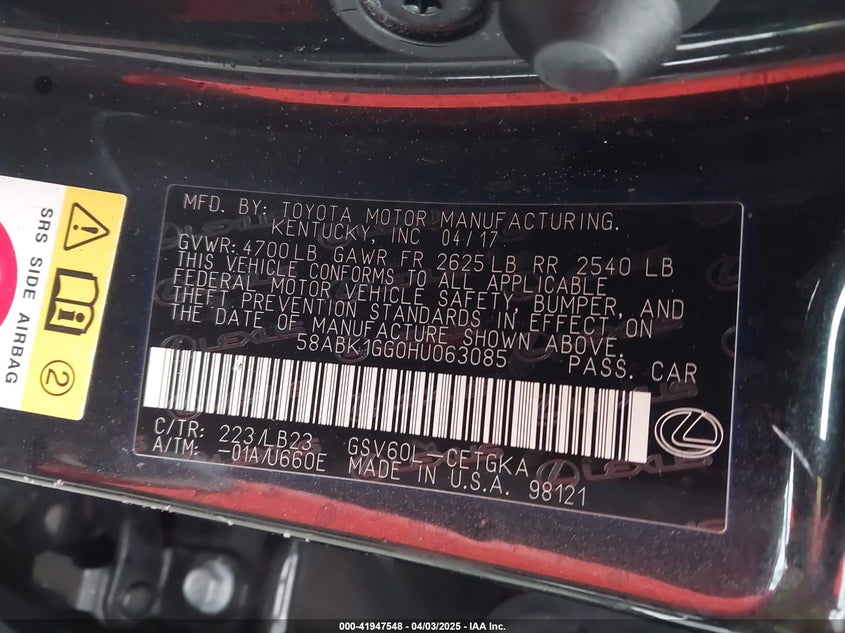 MFD. BY: TOYOTA MOTOR MANUFACTURING.
KENTUCKY, INC 04/17
GVWR: 4700LB GAWR FR 2625LB RR 2540 LB
THIS VEHICLE CONFORMS TO ALL APPLICABLE
FEDERAL MOTOR VEHICLE SAFETY, BUMPER, AND
THEFT PREVENTION STANDARDS IN EFFECT ON
THE DATE OF MANUFACTURE SHOWN ABOVE.
58ABK1GG0HU063085 PASS. CAR
C/TR: 223/LB23 GSV60L-CETGKA
A/TM: -01A/U660E MADE IN U.S.A. 98121
LEXUS
LEXUS
SRS SIDE AIRBAG
2
000-41947548 - 04/03/2025 - IAA Inc.